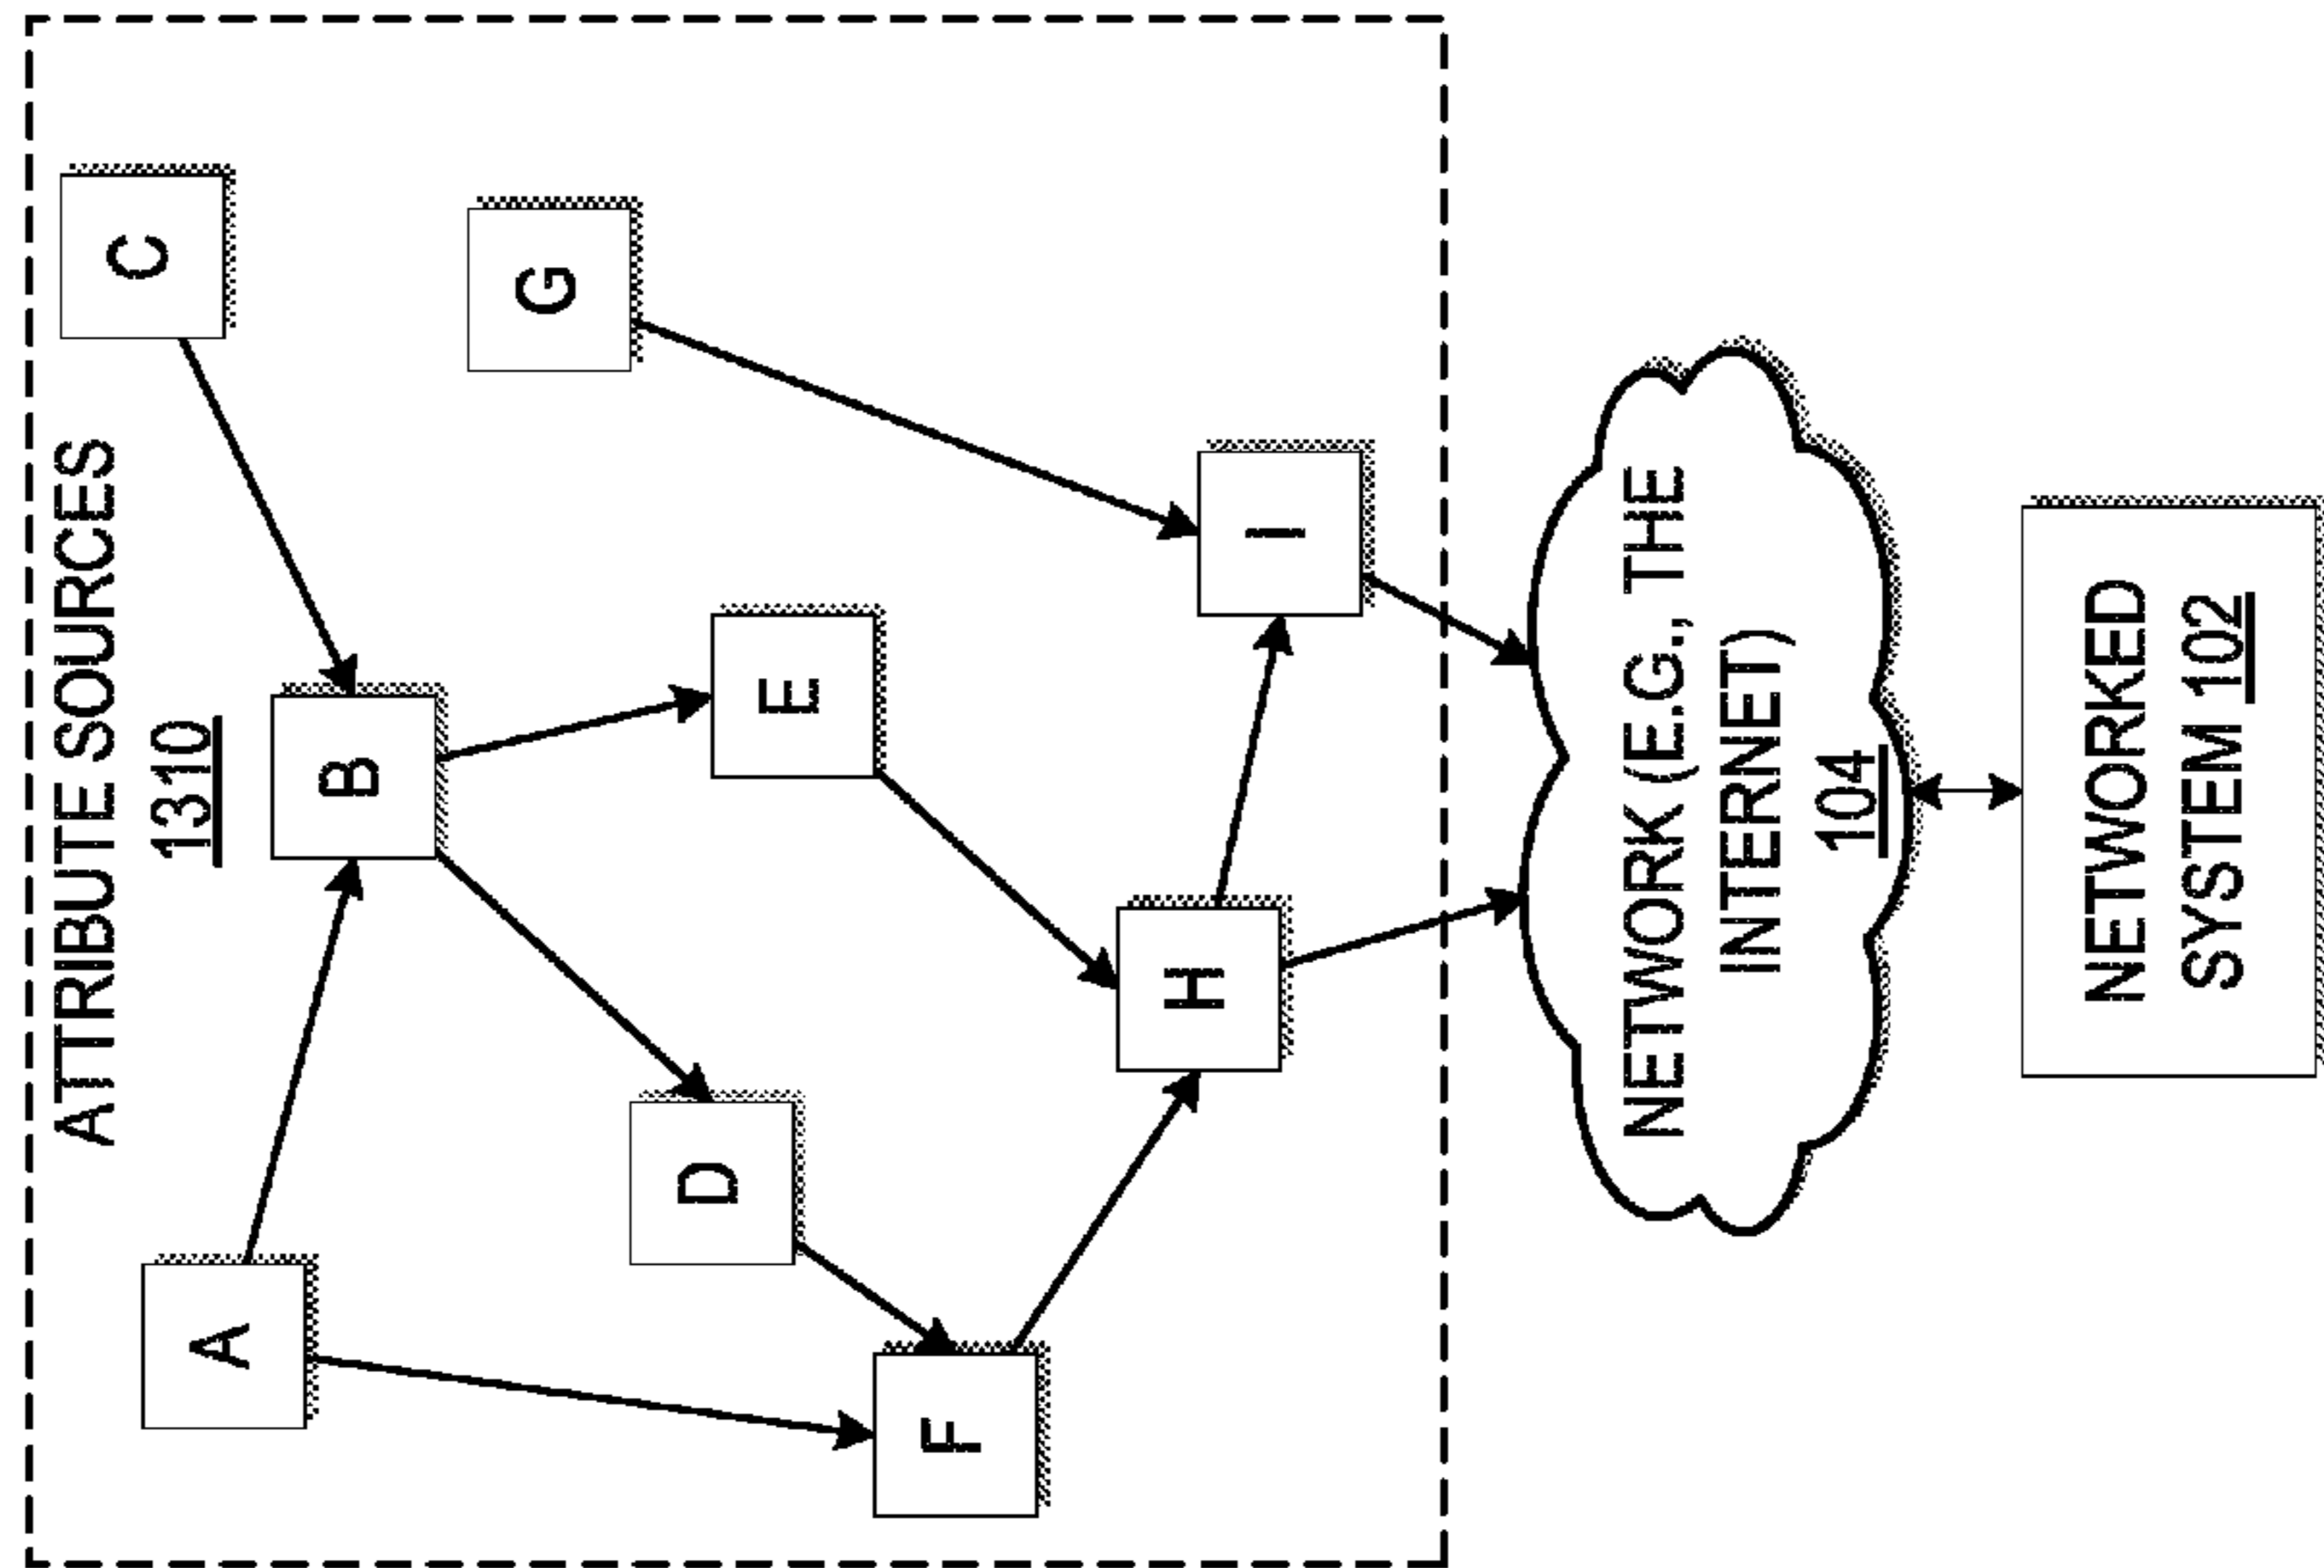 ATTRIBUTE SOURCES
1310
A
B
C
D
E
F
G
H
I
NETWORK (E.G., THE
INTERNET)
104
NETWORKED
SYSTEM 102